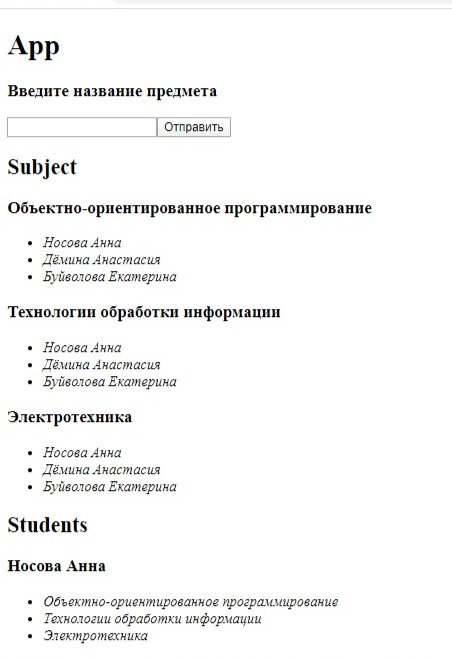 App
Введите название предмета
Отправить
Subject
Объектно-ориентированное программирование
Носова Анна
Дёмина Анастасия
Буйволова Екатерина
Технологии обработки информации
Носова Анна
Дёмина Анастасия
Буйволова Екатерина
Электротехника
Носова Анна
Дёмина Анастасия
Буйволова Екатерина
Students
Носова Анна
Объектно-ориентированное программирование
Технологии обработки информации
Электротехника